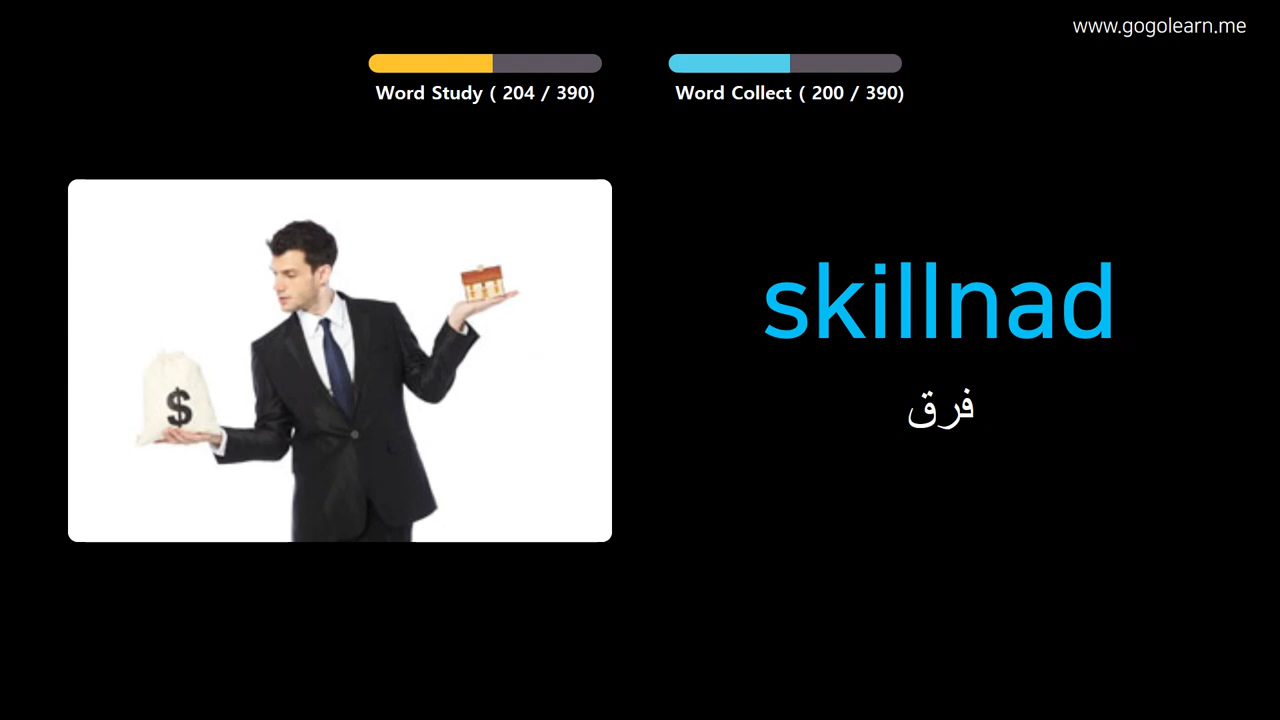 www.gogolearn.me
Word Study ( 204 / 390)
Word Collect ( 200 / 390)
$
skillnad
فرق